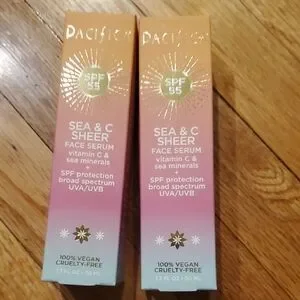 Pacifica
SPF
55
SEA & C
SHEER
FACE SERUM
vitamin C &
sea minerals
+
SPF protection
broad spectrum
UVA/UVB
100% VEGAN
CRUELTY-FREE
Pacifica
SPF
55
SEA & C
SHEER
FACE SERUM
vitamin C &
sea minerals
+
SPF protection
broad spectrum
UVA/UVB
100% VEGAN
CRUELTY-FREE